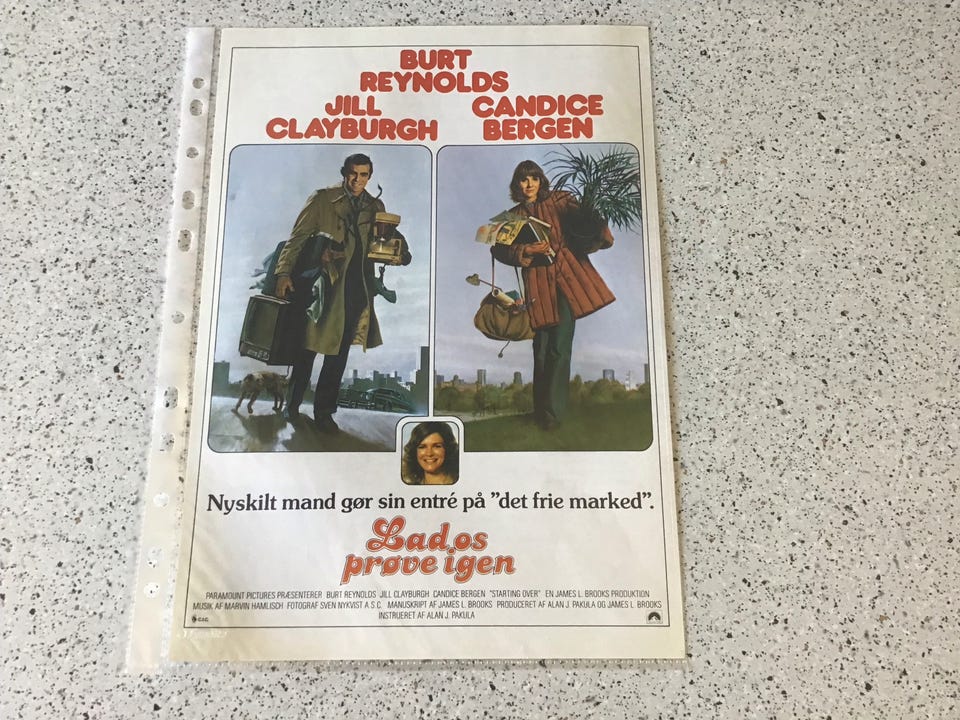 BURT
REYNOLDS
JILL CANDICE
CLAYBURGH BERGEN
Nyskilt mand gør sin entré på "det frie marked".
Lad os
prøve igen
PARAMOUNT PICTURES PRÆSENTERER BURT REYNOLDS JILL CLAYBURGH CANDICE BERGEN "STARTING OVER" EN JAMES L. BROOKS PRODUKTION
MUSIK AF MARVIN HAMLISCH FOTOGRAF SVEN NYKVIST A.S.C. MANUSKRIPT AF JAMES L. BROOKS PRODUCERET AF ALAN J. PAKULA OG JAMES L. BROOKS
INSTRUERET AF ALAN J. PAKULA